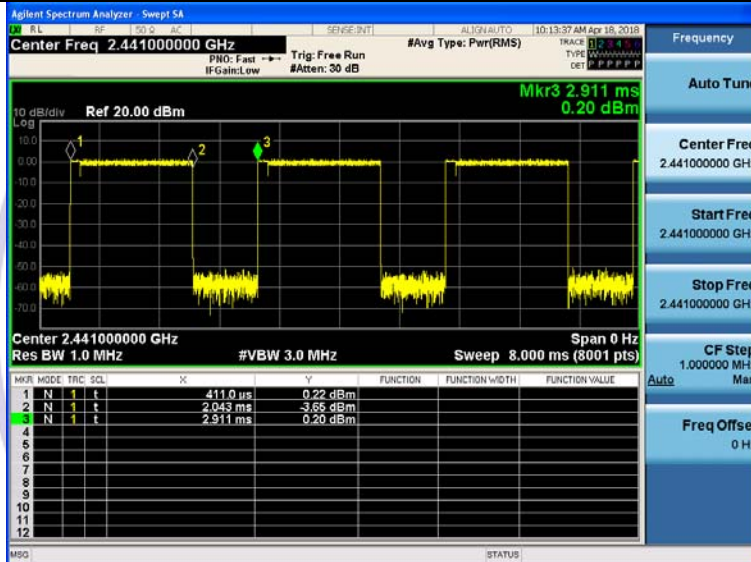 Agilent Spectrum Analyzer - Swept SA
RL RF 50 Ω AC SENSE:INT ALIGN AUTO 10:13:37 AM Apr 18, 2018
Center Freq 2.441000000 GHz
#Avg Type: Pwr(RMS)
TRACE 1 2 3 4 5 6
PNO: Fast Trig: Free Run
TYPE
IFGain:Low #Atten: 30 dB
DET P P P P P P
Mkr3 2.911 ms
0.20 dBm
10 dB/div Ref 20.00 dBm
Log
10.0
0.00
-10.0
-20.0
-30.0
-40.0
-50.0
-60.0
-70.0
1
2
3
Center 2.441000000 GHz Span 0 Hz
Res BW 1.0 MHz #VBW 3.0 MHz Sweep 8.000 ms (8001 pts)
MKR MODE TRC SCL X Y FUNCTION FUNCTION WIDTH FUNCTION VALUE
1 N 1 t 411.0 µs 0.22 dBm
2 N 1 t 2.043 ms -3.65 dBm
3 N 1 t 2.911 ms 0.20 dBm
4
5
6
7
8
9
10
11
12
MSG STATUS
Frequency
Auto Tune
Center Freq
2.441000000 GH
Start Freq
2.441000000 GH
Stop Freq
2.441000000 GH
CF Step
1.000000 MH
Auto Ma
Freq Offse
0 H